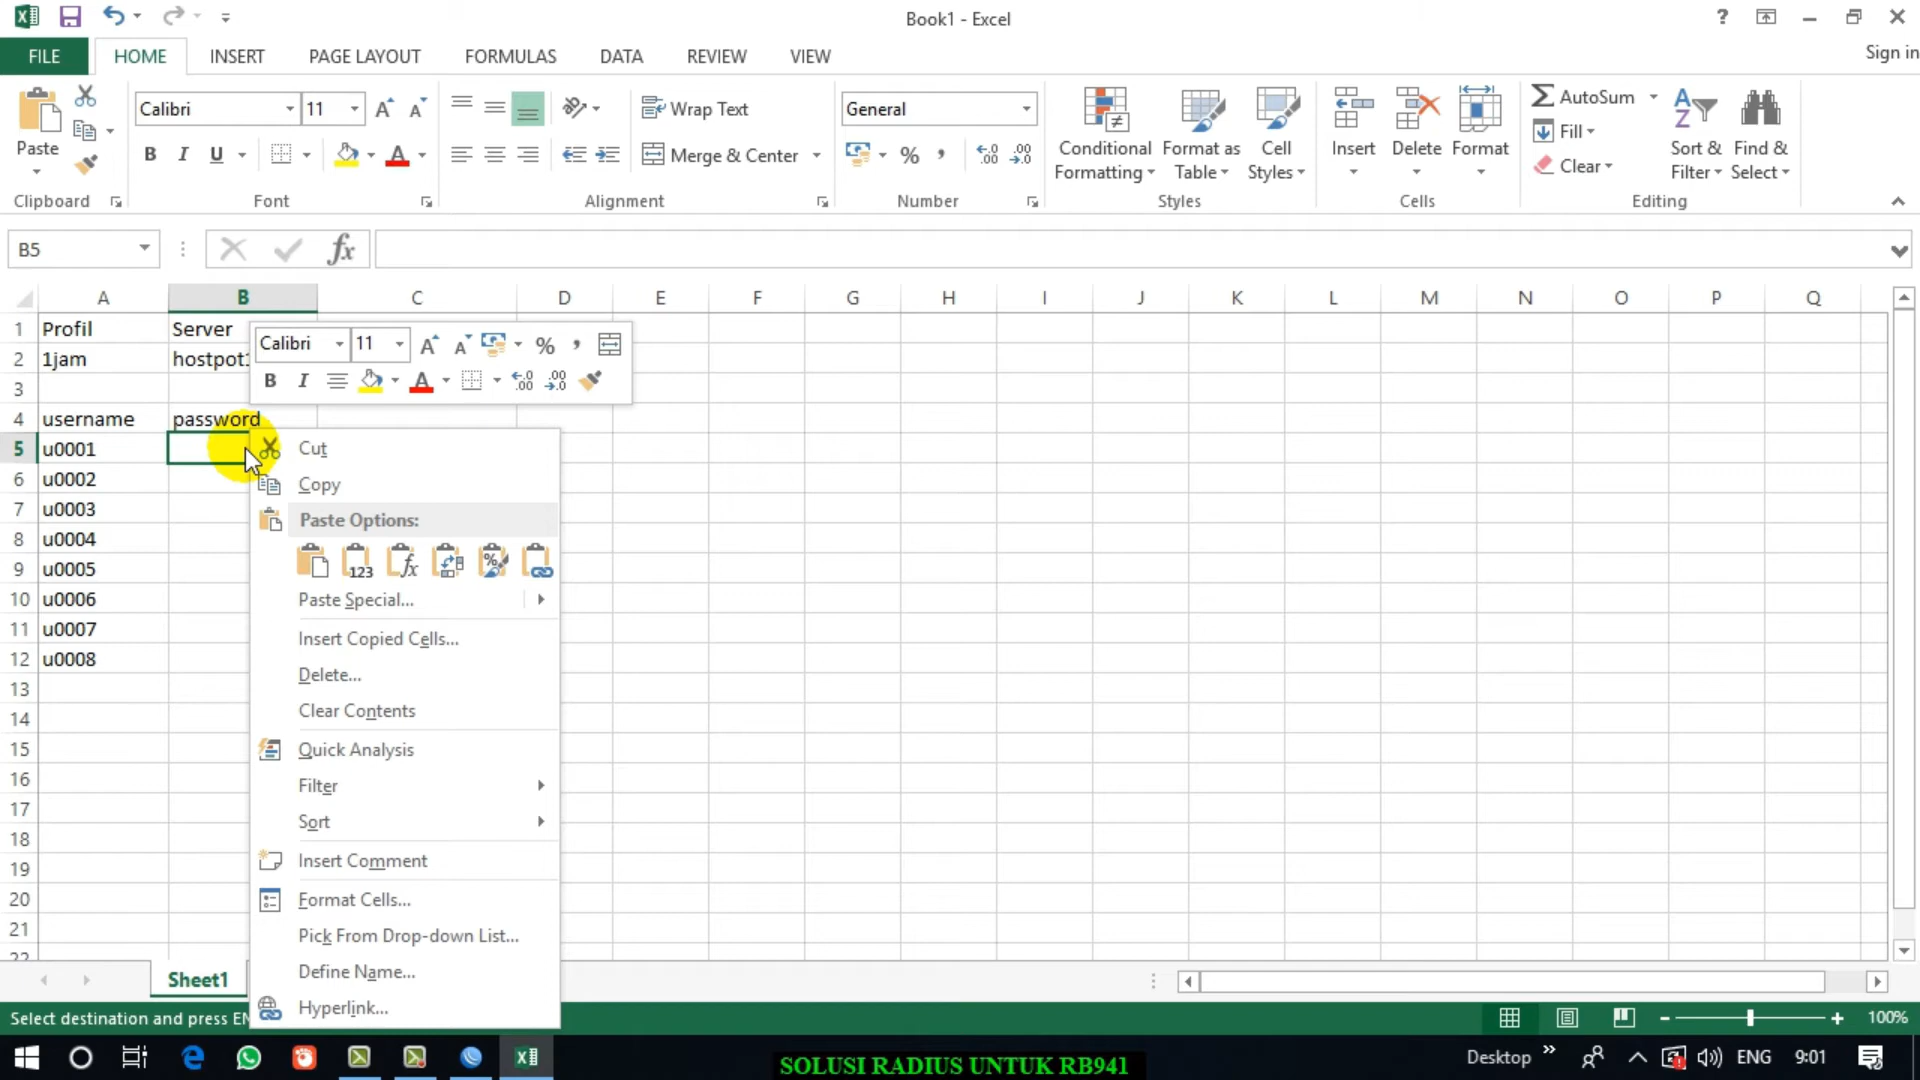 Book1 - Excel
?
Sign in
FILE HOME INSERT PAGE LAYOUT FORMULAS DATA REVIEW VIEW
Paste
Calibri 11
B I U
Wrap Text
Merge & Center
General
Conditional Formatting
Format as Table
Cell Styles
Insert Delete Format
AutoSum
Fill
Clear
Sort & Filter
Find & Select
Clipboard Font Alignment Number Styles Cells Editing
B5
fx
A B C D E F G H I J K L M N O P Q
1 Profil Server
2 1jam hostpot1
3
4 username password
5 u0001
6 u0002
7 u0003
8 u0004
9 u0005
10 u0006
11 u0007
12 u0008
13
14
15
16
17
18
19
20
21
22
Calibri 11
B I
Cut
Copy
Paste Options:
Paste Special...
Insert Copied Cells...
Delete...
Clear Contents
Quick Analysis
Filter
Sort
Insert Comment
Format Cells...
Pick From Drop-down List...
Define Name...
Hyperlink...
Sheet1
Select destination and press
100%
SOLUSI RADIUS UNTUK RB941
Desktop
ENG
9:01